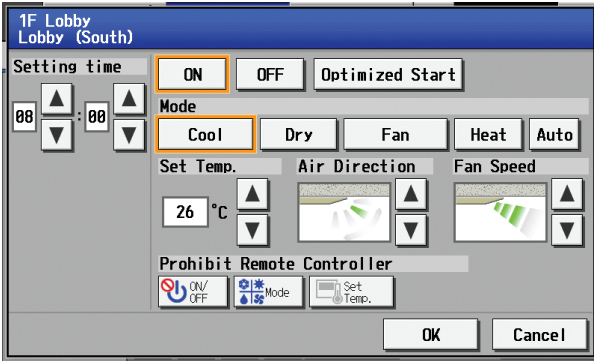 1F Lobby
Lobby (South)
Setting time
08 : 00
ON OFF Optimized Start
Mode
Cool Dry Fan Heat Auto
Set Temp. Air Direction Fan Speed
26 °C
Prohibit Remote Controller
ON/
OFF
Mode
Set
Temp.
OK Cancel